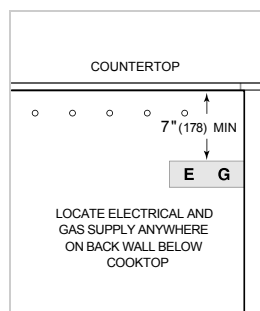 COUNTERTOP
7" (178) MIN
E G
LOCATE ELECTRICAL AND
GAS SUPPLY ANYWHERE
ON BACK WALL BELOW
COOKTOP